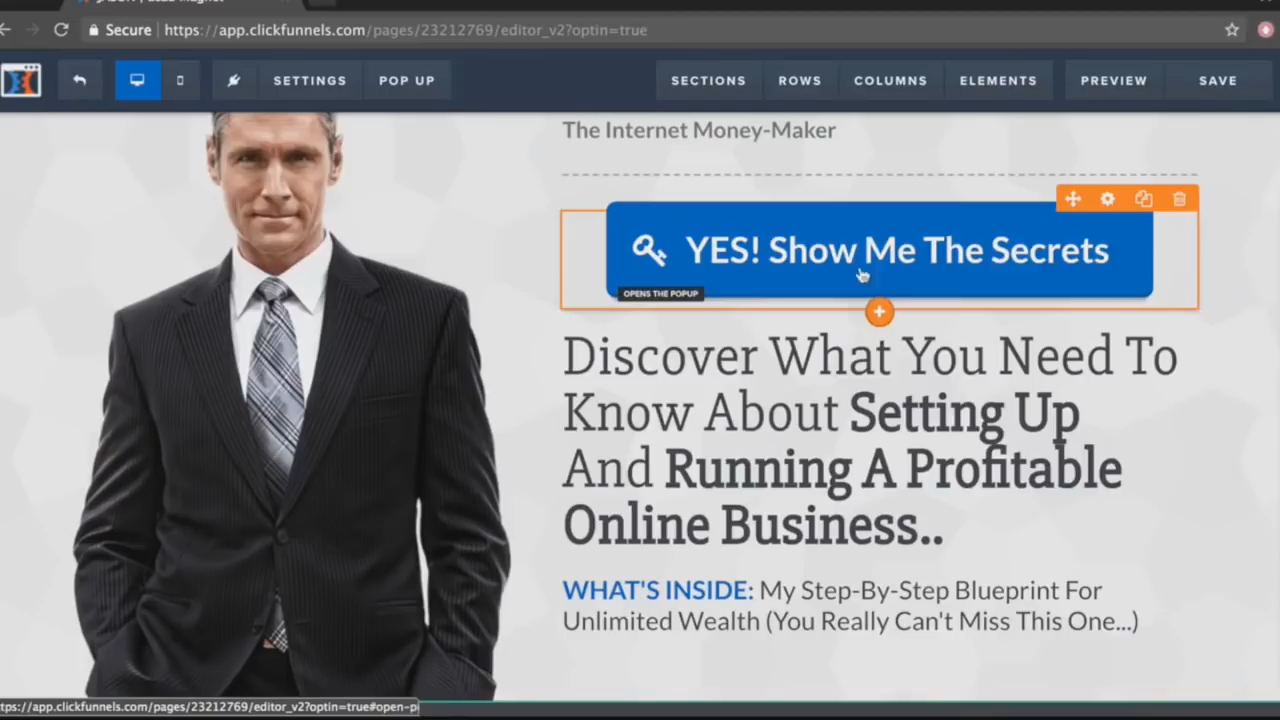 Secure https://app.clickfunnels.com/pages/23212769/editor_v2?optin=true
SETTINGS POP UP SECTIONS ROWS COLUMNS ELEMENTS PREVIEW SAVE
The Internet Money-Maker
YES! Show Me The Secrets
OPENS THE POPUP
Discover What You Need To
Know About Setting Up
And Running A Profitable
Online Business..
WHAT'S INSIDE: My Step-By-Step Blueprint For
Unlimited Wealth (You Really Can't Miss This One...)
ttps://app.clickfunnels.com/pages/23212769/editor_v2?optin=true#open-p